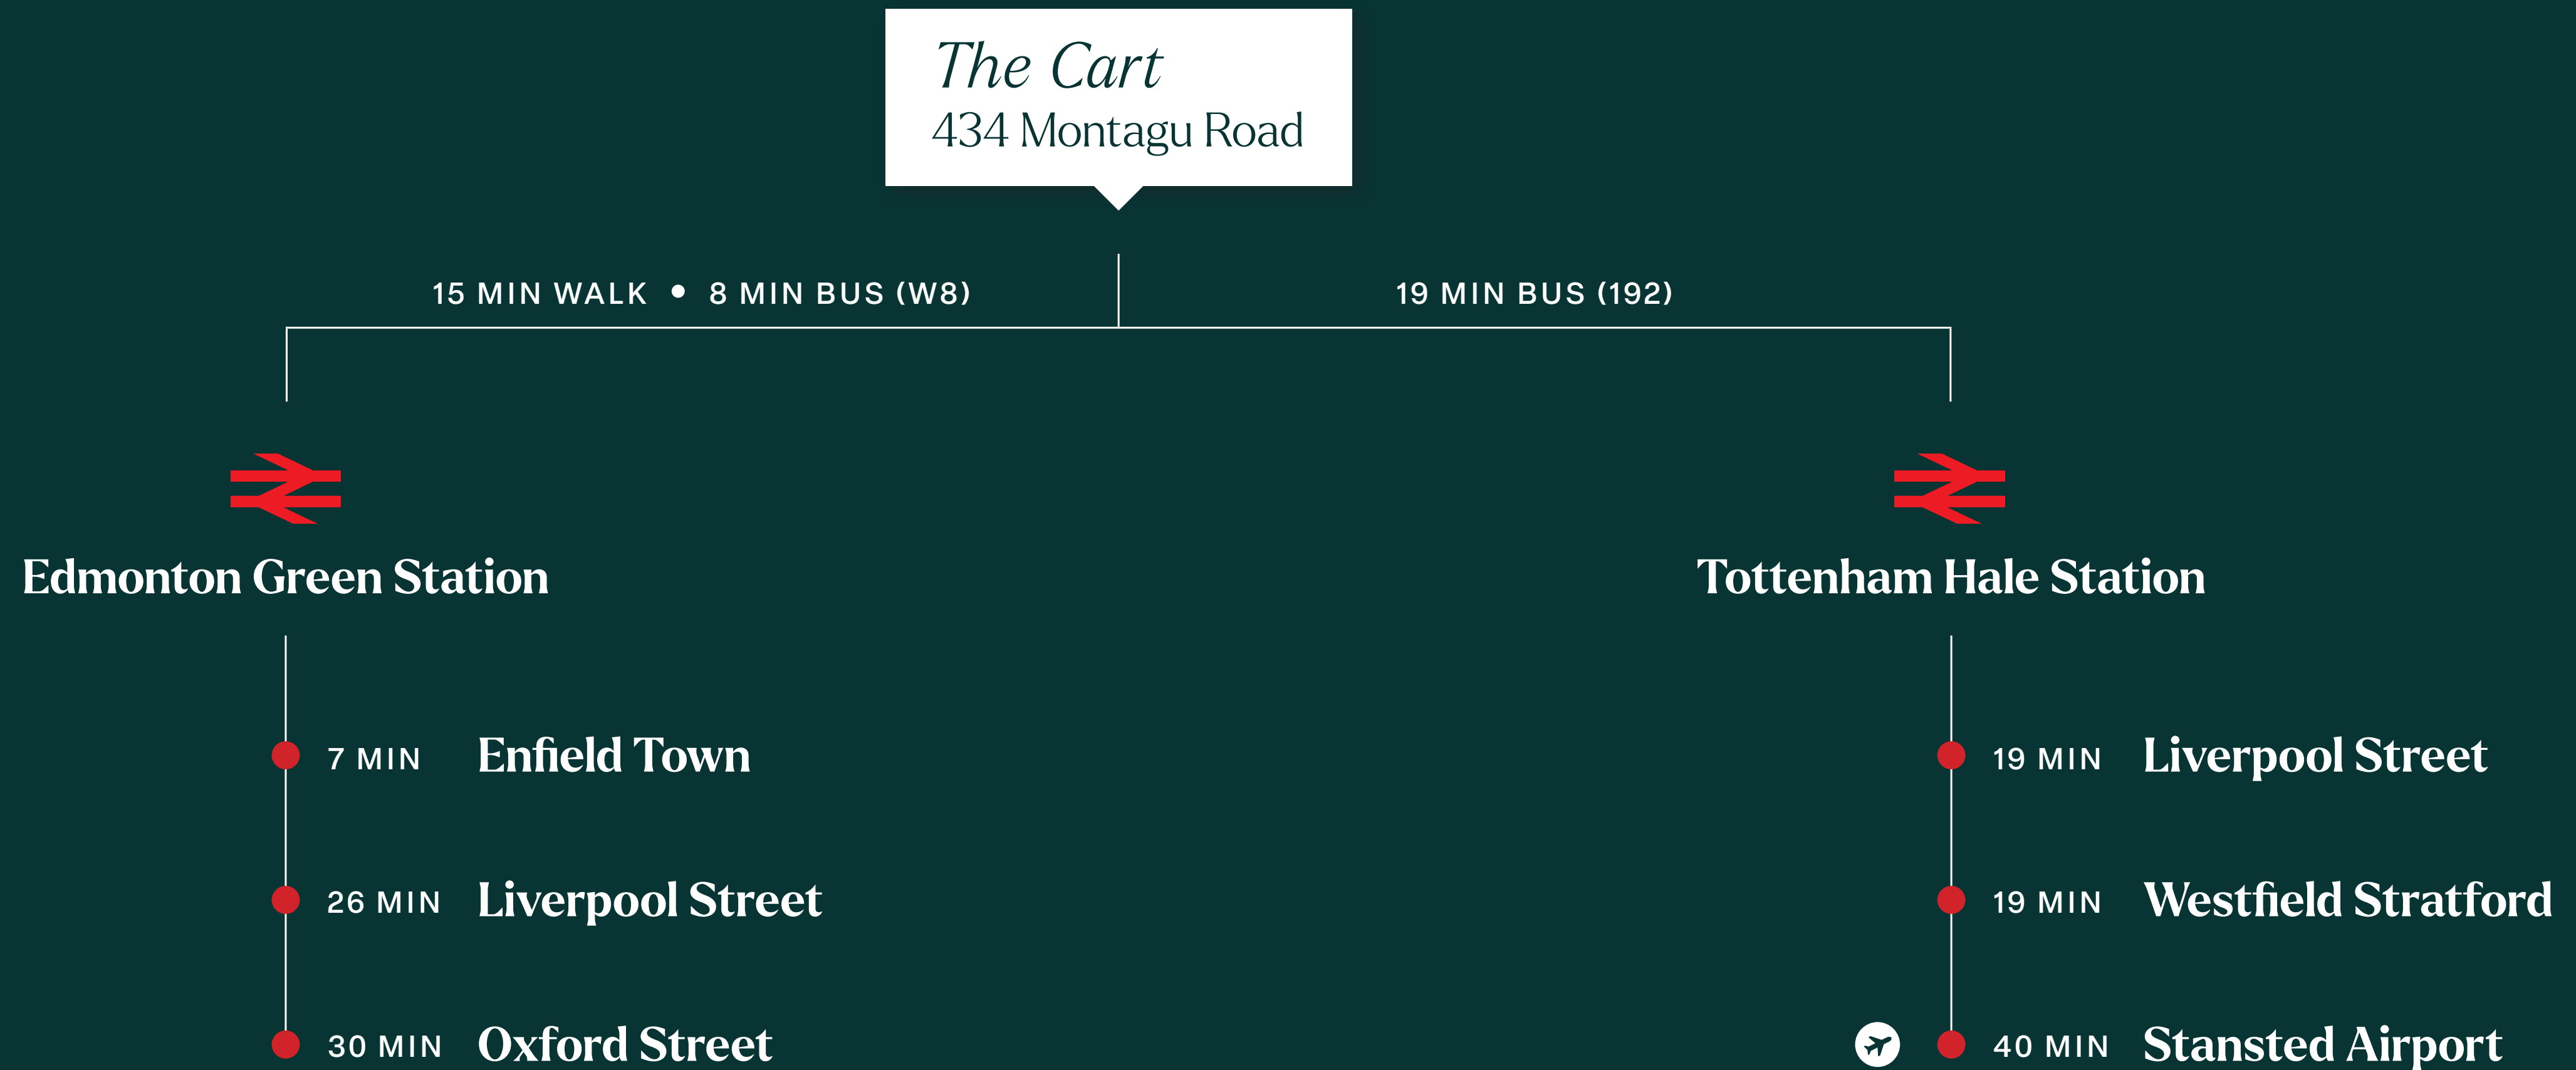 The Cart
434 Montagu Road
15 MIN WALK • 8 MIN BUS (W8)
19 MIN BUS (192)
Edmonton Green Station
7 MIN Enfield Town
26 MIN Liverpool Street
30 MIN Oxford Street
Tottenham Hale Station
19 MIN Liverpool Street
19 MIN Westfield Stratford
40 MIN Stansted Airport